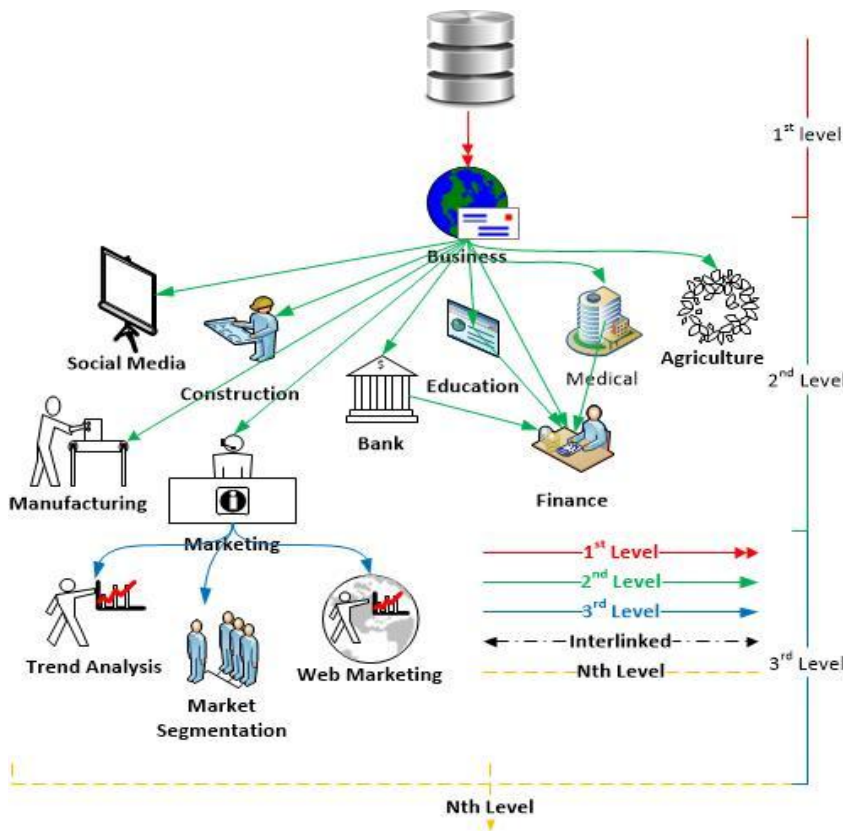 1st level
Business
Social Media
Construction
Education
Medical
Agriculture
2nd Level
$
Bank
Manufacturing
i
Marketing
Finance
1st Level
2nd Level
3rd Level
Interlinked
Nth Level
Trend Analysis
Market
Segmentation
Web Marketing
3rd Level
Nth Level